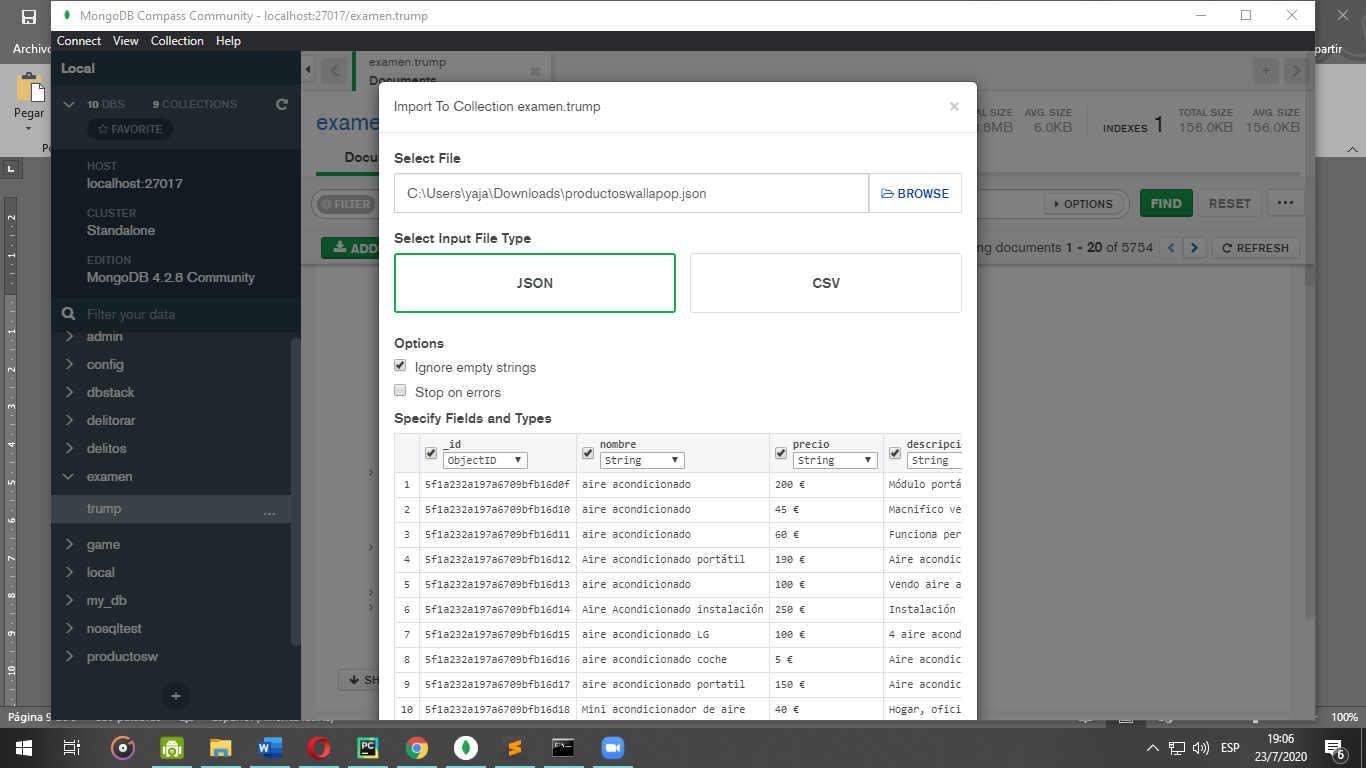 MongoDB Compass Community - localhost:27017/examen.trump
Archivo
partir
Connect View Collection Help
Local
10 DBS 9 COLLECTIONS
FAVORITE
HOST
localhost:27017
CLUSTER
Standalone
EDITION
MongoDB 4.2.8 Community
Filter your data
admin
config
dbstack
delitorar
delitos
examen
trump
...
game
local
my_db
nosqltest
productosw
+
Pegar
examen.trump
Documents
AVG. SIZE
6.0KB
INDEXES 1
TOTAL SIZE
156.0KB
AVG. SIZE
156.0KB
FILTER
OPTIONS
FIND
RESET
...
ADD
ng documents 1 - 20 of 5754
REFRESH
Import To Collection examen.trump
×
Select File
C:\Users\yaja\Downloads\productoswallapop.json
BROWSE
Select Input File Type
JSON
CSV
Options
Ignore empty strings
Stop on errors
Specify Fields and Types
_id nombre precio descripci
ObjectID String String String
1 5f1a232a197a6709bfb16d0f aire acondicionado 200 € Módulo portá
2 5f1a232a197a6709bfb16d10 aire acondicionado 45 € Macnifico ve
3 5f1a232a197a6709bfb16d11 aire acondicionado 60 € Funciona per
4 5f1a232a197a6709bfb16d12 Aire acondicionado portátil 190 € Aire acondic
5 5f1a232a197a6709bfb16d13 aire acondicionado 100 € Vendo aire a
6 5f1a232a197a6709bfb16d14 Aire Acondicionado instalación 250 € Instalación
7 5f1a232a197a6709bfb16d15 aire acondicionado LG 100 € 4 aire acond
8 5f1a232a197a6709bfb16d16 aire acondicionado coche 5 € Aire acondic
9 5f1a232a197a6709bfb16d17 aire acondicionado portatil 150 € Aire acondic
10 5f1a232a197a6709bfb16d18 Mini acondicionador de aire 40 € Hogar, ofici
100%
ESP
19:06
23/7/2020
6